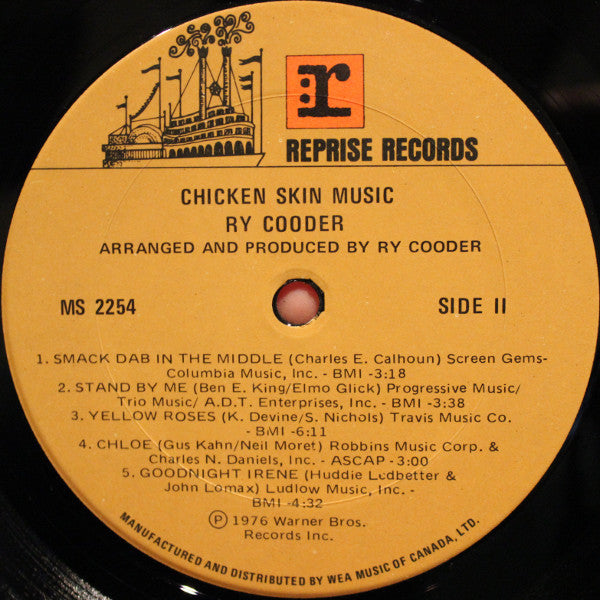 r
REPRISE RECORDS
CHICKEN SKIN MUSIC
RY COODER
ARRANGED AND PRODUCED BY RY COODER
MS 2254
SIDE II
1. SMACK DAB IN THE MIDDLE (Charles E. Calhoun) Screen Gems-
Columbia Music, Inc. - BMI -3:18
2. STAND BY ME (Ben E. King/Elmo Glick) Progressive Music/
Trio Music/ A.D.T. Enterprises, Inc. - BMI -3:38
3. YELLOW ROSES (K. Devine/S. Nichols) Travis Music Co.
- BMI -6:11
4. CHLOE (Gus Kahn/Neil Moret) Robbins Music Corp. &
Charles N. Daniels, Inc. - ASCAP -3:00
5. GOODNIGHT IRENE (Huddie Ledbetter &
John Lomax) Ludlow Music, Inc. -
BMI -4:32
Ⓟ 1976 Warner Bros.
Records Inc.
MANUFACTURED AND DISTRIBUTED BY WEA MUSIC OF CANADA, LTD.